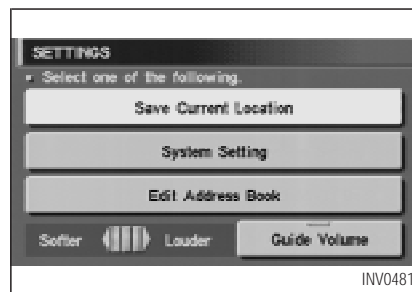 SETTINGS
Select one of the following.
Save Current Location
System Setting
Edit Address Book
Softer Louder Guide Volume
INV0481